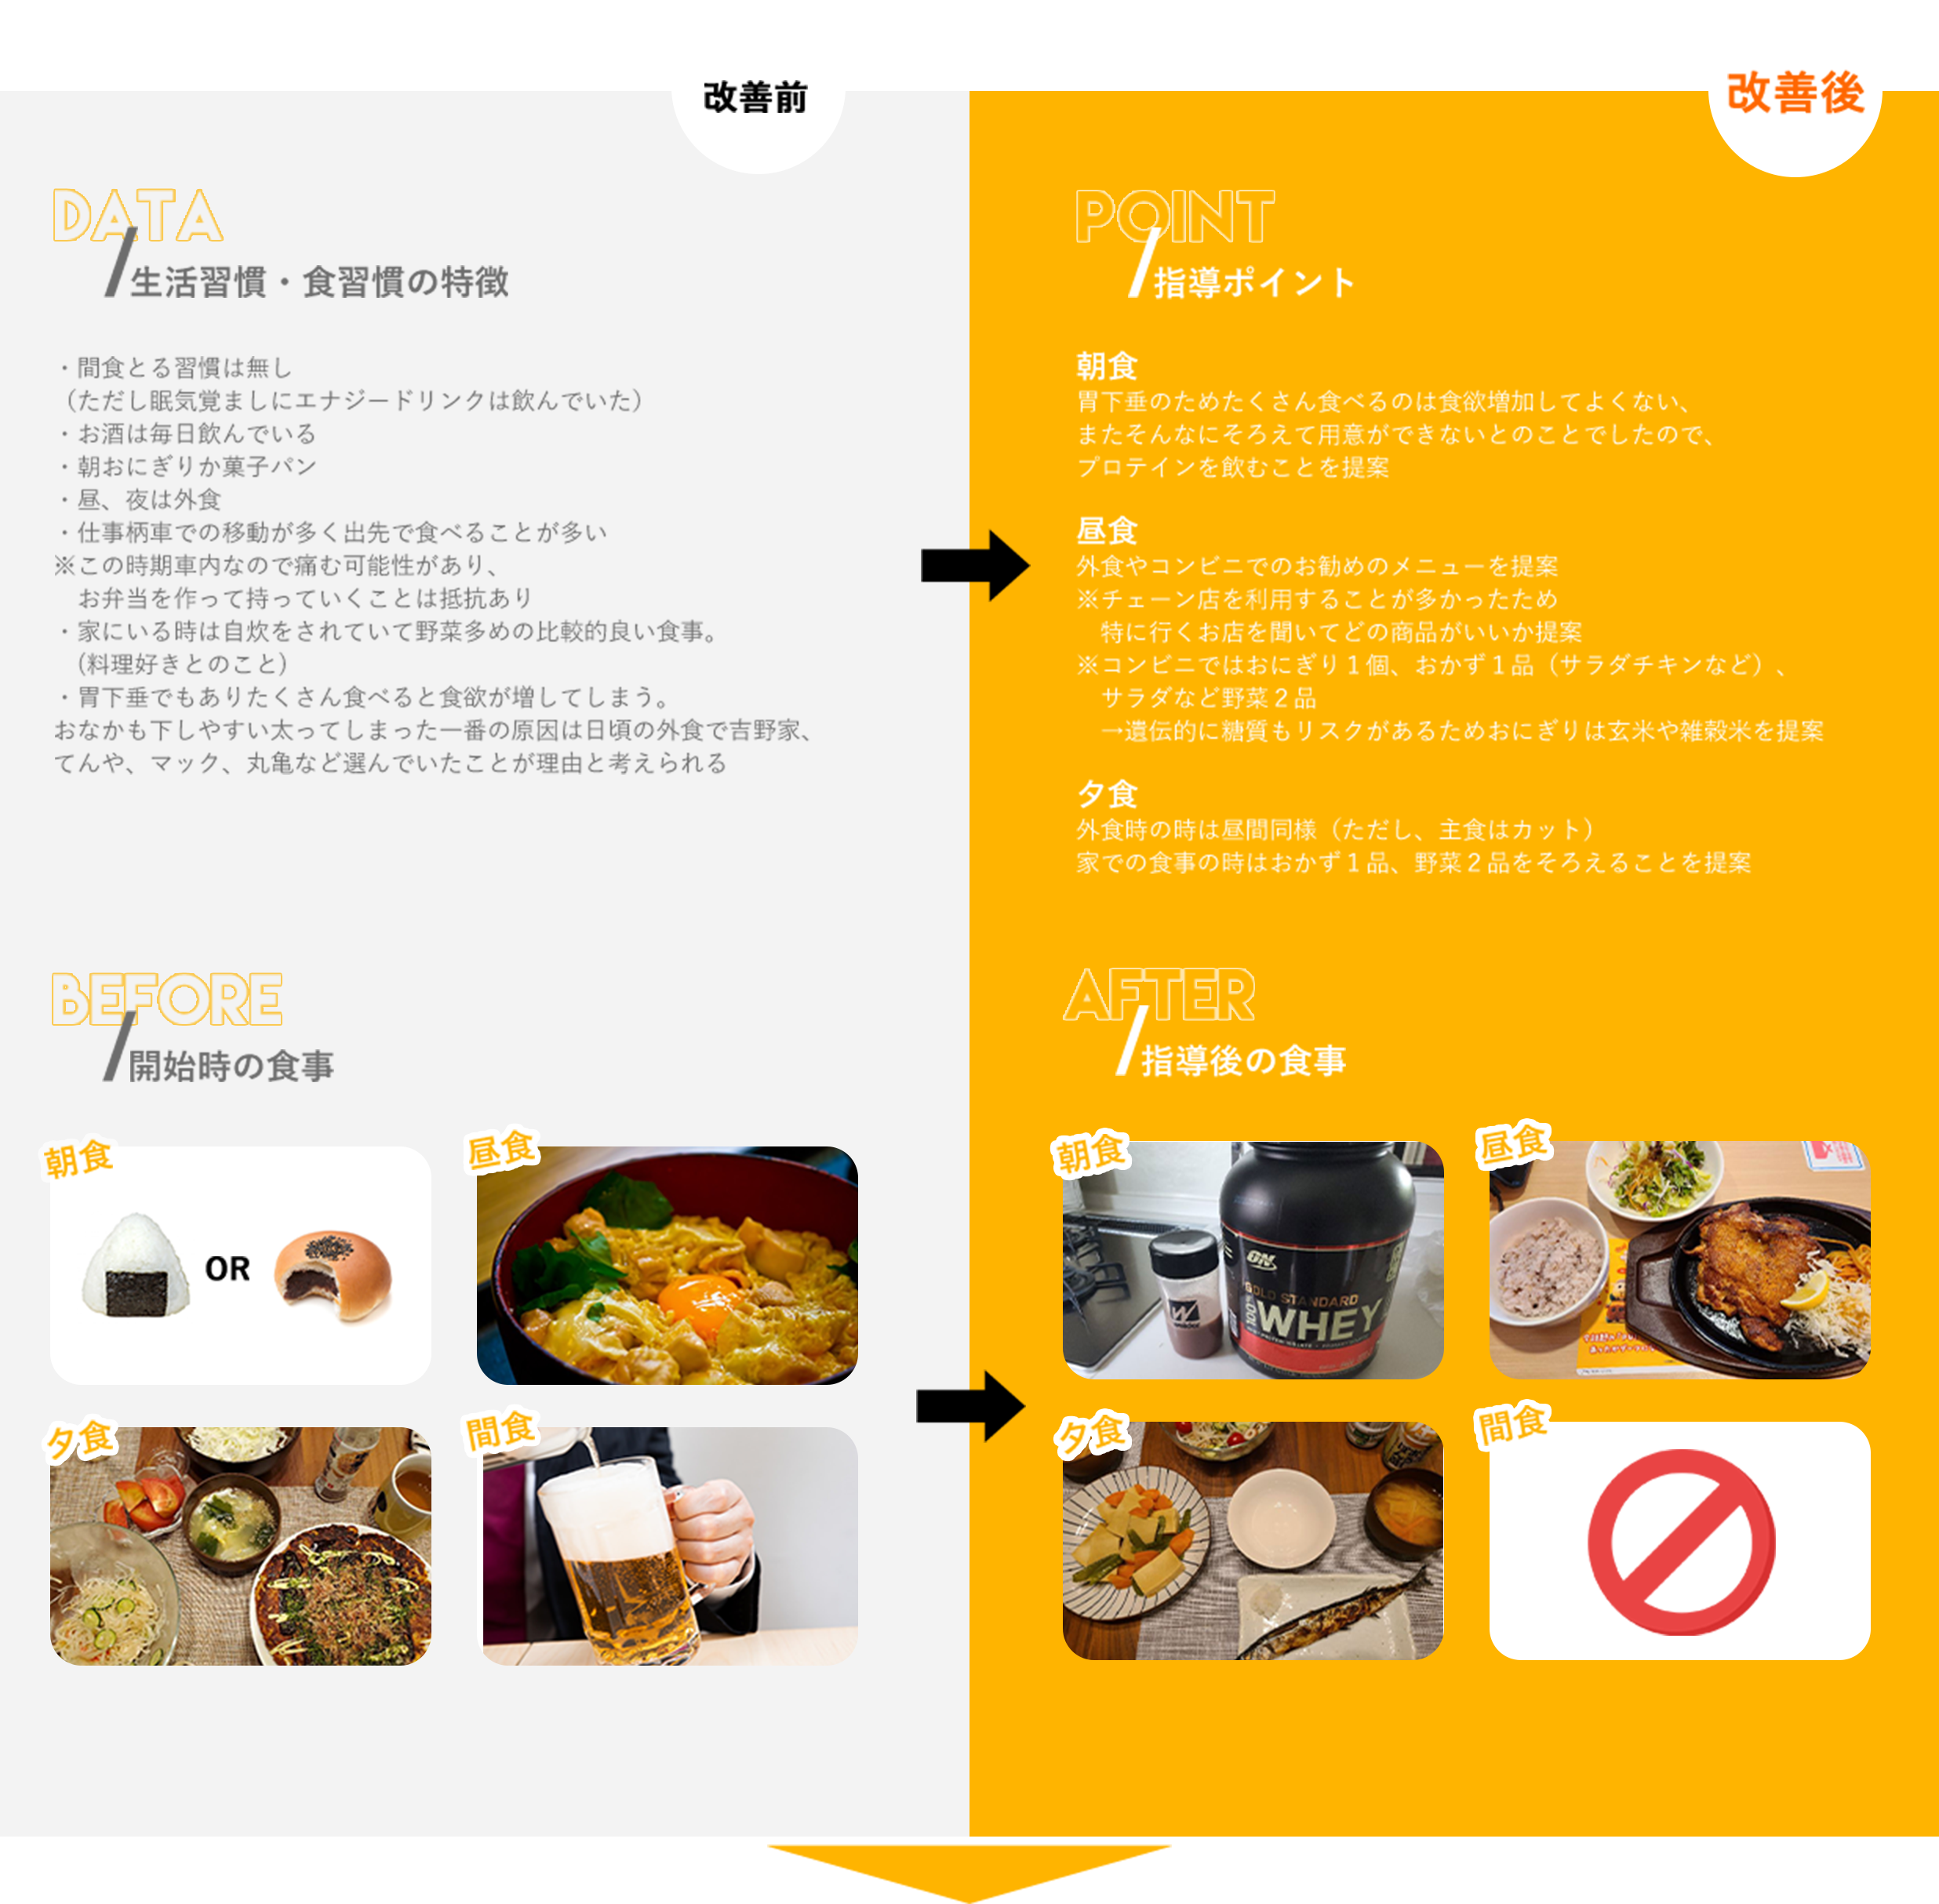 改善前
DATA
生活習慣・食習慣の特徴
・間食とる習慣は無し
（ただし眠気覚ましにエナジードリンクは飲んでいた）
・お酒は毎日飲んでいる
・朝おにぎりか菓子パン
・昼、夜は外食
・仕事柄車での移動が多く出先で食べることが多い
※この時期車内なので痛む可能性があり、
お弁当を作って持っていくことは抵抗あり
・家にいる時は自炊をされていて野菜多めの比較的良い食事。
(料理好きとのこと)
・胃下垂でもありたくさん食べると食欲が増してしまう。
おなかも下しやすい太ってしまった一番の原因は日頃の外食で吉野家、
てんや、マック、丸亀など選んでいたことが理由と考えられる
BEFORE
開始時の食事
朝食
OR
昼食
夕食
間食
改善後
POINT
指導ポイント
朝食
胃下垂のためたくさん食べるのは食欲増加してよくない、
またそんなにそろえて用意ができないとのことでしたので、
プロテインを飲むことを提案
昼食
外食やコンビニでのお勧めのメニューを提案
※チェーン店を利用することが多かったため
特に行くお店を聞いてどの商品がいいか提案
※コンビニではおにぎり１個、おかず１品（サラダチキンなど）、
サラダなど野菜２品
→遺伝的に糖質もリスクがあるためおにぎりは玄米や雑穀米を提案
夕食
外食時の時は昼間同様（ただし、主食はカット）
家での食事の時はおかず１品、野菜２品をそろえることを提案
AFTER
指導後の食事
朝食
ON
GOLD STANDARD
100% WHEY
昼食
夕食
間食